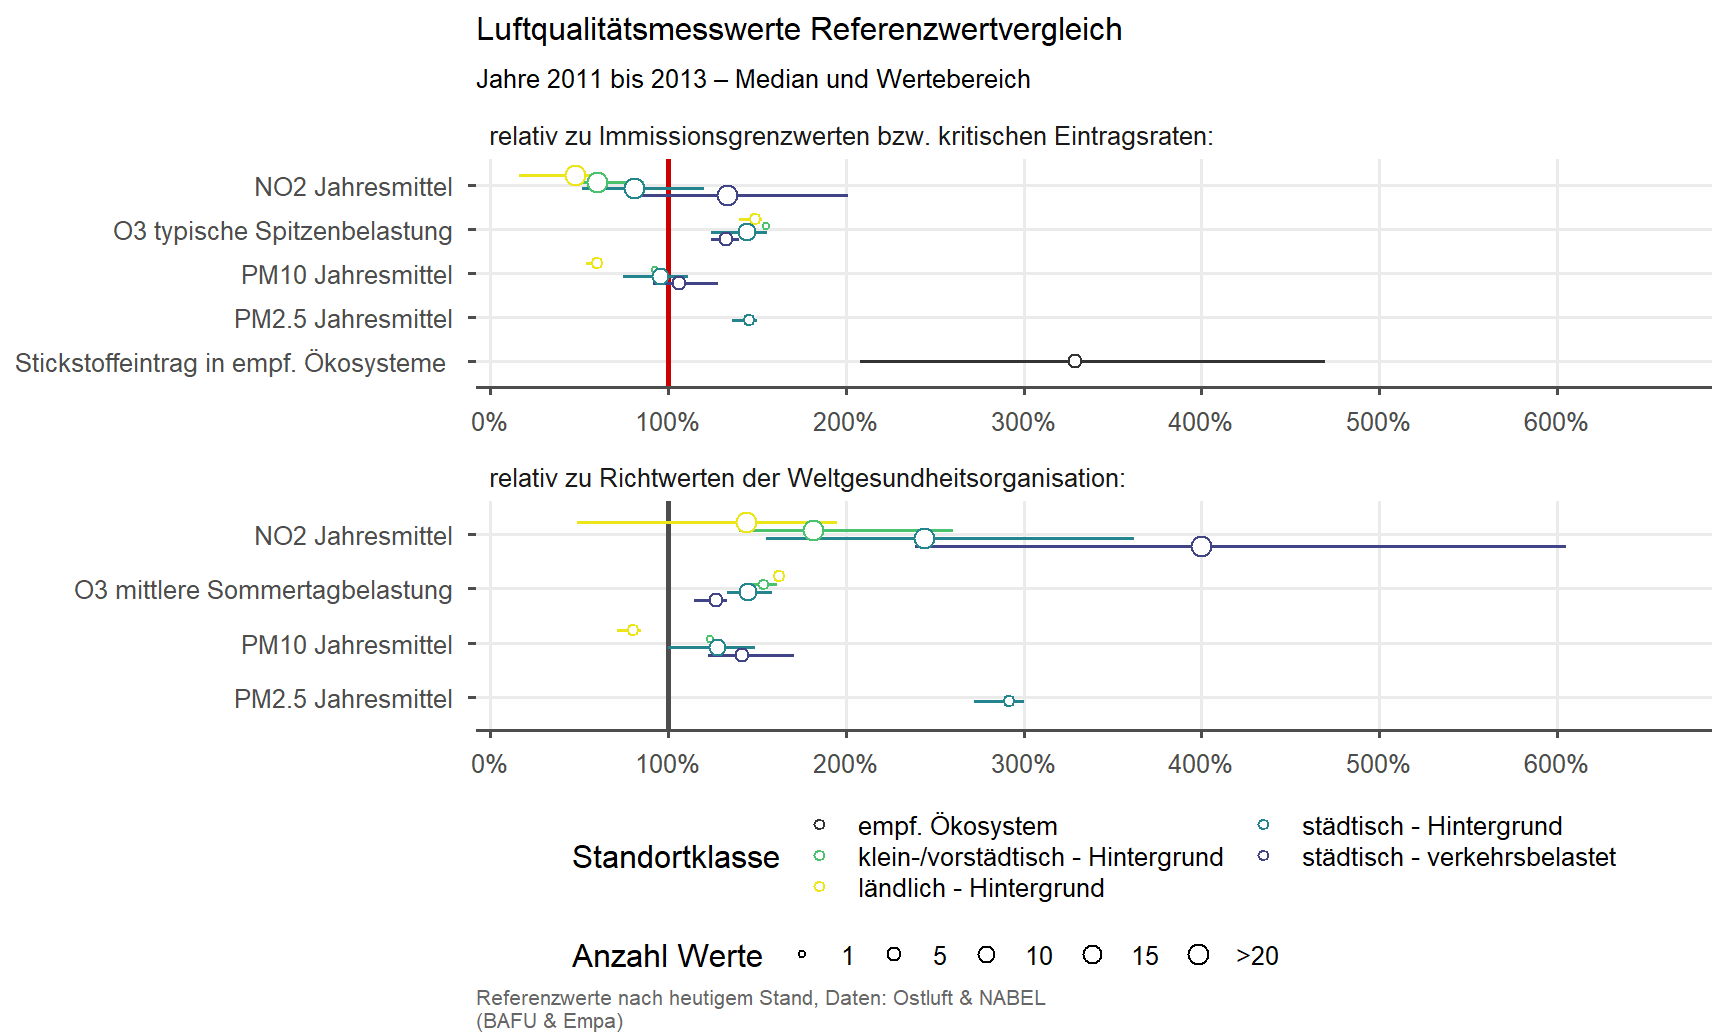 Luftqualitätsmesswerte Referenzwertvergleich
Jahre 2011 bis 2013 – Median und Wertebereich
relativ zu Immissionsgrenzwerten bzw. kritischen Eintragsraten:
NO2 Jahresmittel
O3 typische Spitzenbelastung
PM10 Jahresmittel
PM2.5 Jahresmittel
Stickstoffeintrag in empf. Ökosysteme
0% 100% 200% 300% 400% 500% 600%
relativ zu Richtwerten der Weltgesundheitsorganisation:
NO2 Jahresmittel
O3 mittlere Sommertagbelastung
PM10 Jahresmittel
PM2.5 Jahresmittel
0% 100% 200% 300% 400% 500% 600%
Standortklasse
empf. Ökosystem
klein-/vorstädtisch - Hintergrund
ländlich - Hintergrund
städtisch - Hintergrund
städtisch - verkehrsbelastet
Anzahl Werte 1 5 10 15 >20
Referenzwerte nach heutigem Stand, Daten: Ostluft & NABEL
(BAFU & Empa)